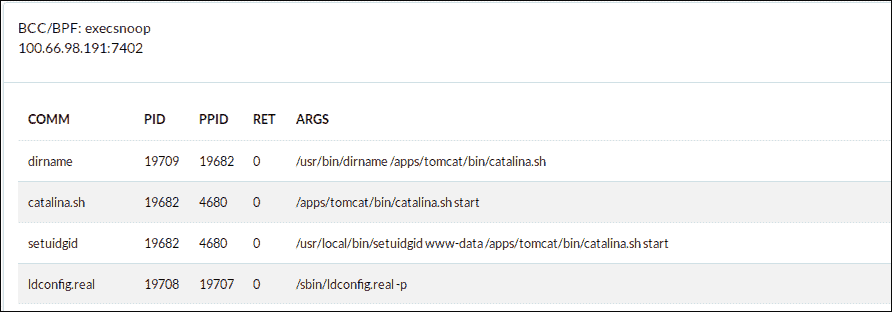 BCC/BPF: execsnoop
100.66.98.191:7402
COMM PID PPID RET ARGS
dirname 19709 19682 0 /usr/bin/dirname /apps/tomcat/bin/catalina.sh
catalina.sh 19682 4680 0 /apps/tomcat/bin/catalina.sh start
setuidgid 19682 4680 0 /usr/local/bin/setuidgid www-data /apps/tomcat/bin/catalina.sh start
ldconfig.real 19708 19707 0 /sbin/ldconfig.real -p